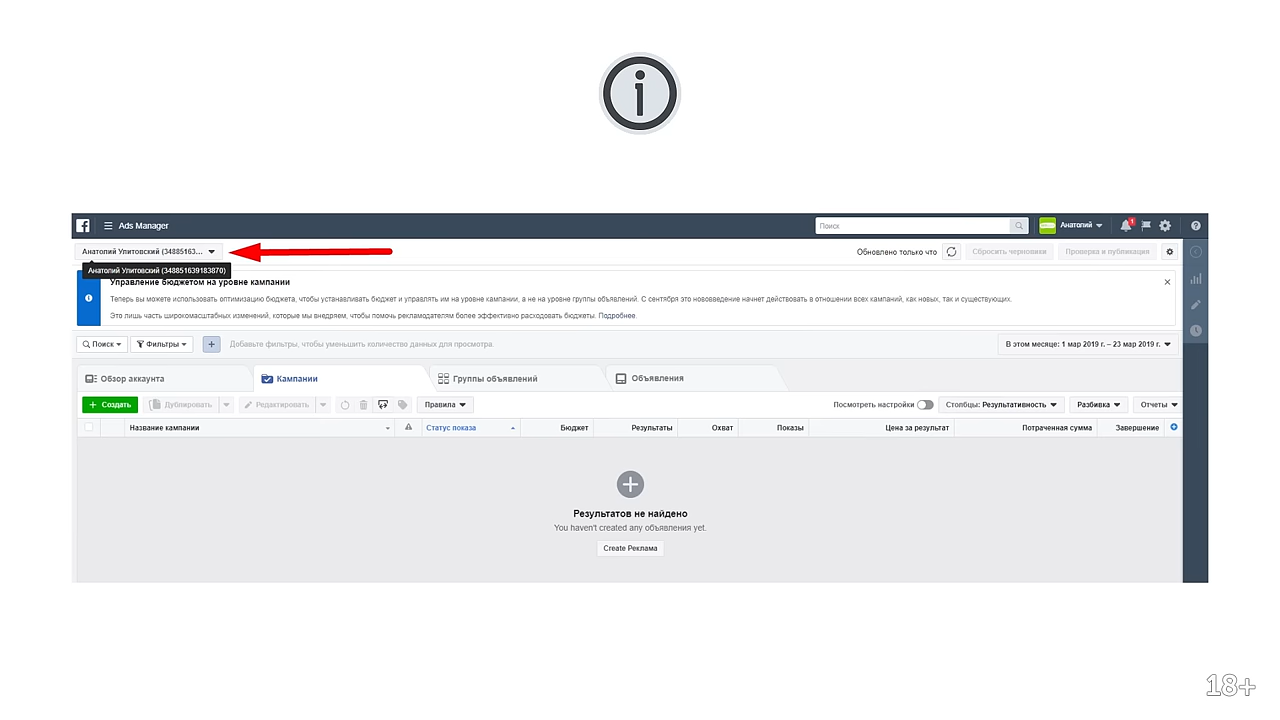 Ads Manager
Поиск
Анатолий
1
Анатолий Улитовский (34885163...
Обновлено только что
Сбросить черновики
Проверка и публикация
Анатолий Улитовский (348851639183870)
Управление бюджетом на уровне кампании
Теперь вы можете использовать оптимизацию бюджета, чтобы устанавливать бюджет и управлять им на уровне кампании, а не на уровне группы объявлений. С сентября это нововведение начнет действовать в отношении всех кампаний, как новых, так и существующих.
Это лишь часть широкомасштабных изменений, которые мы внедряем, чтобы помочь рекламодателям более эффективно расходовать бюджеты. Подробнее.
Поиск
Фильтры
Добавьте фильтры, чтобы уменьшить количество данных для просмотра.
В этом месяце: 1 мар 2019 г. – 23 мар 2019 г.
Обзор аккаунта
Кампании
Группы объявлений
Объявления
+ Создать
Дублировать
Редактировать
Правила
Посмотреть настройки
Столбцы: Результативность
Разбивка
Отчеты
Название кампании
Статус показа
Бюджет
Результаты
Охват
Показы
Цена за результат
Потраченная сумма
Завершение
Результатов не найдено
You haven't created any объявления yet.
Create Реклама
18+